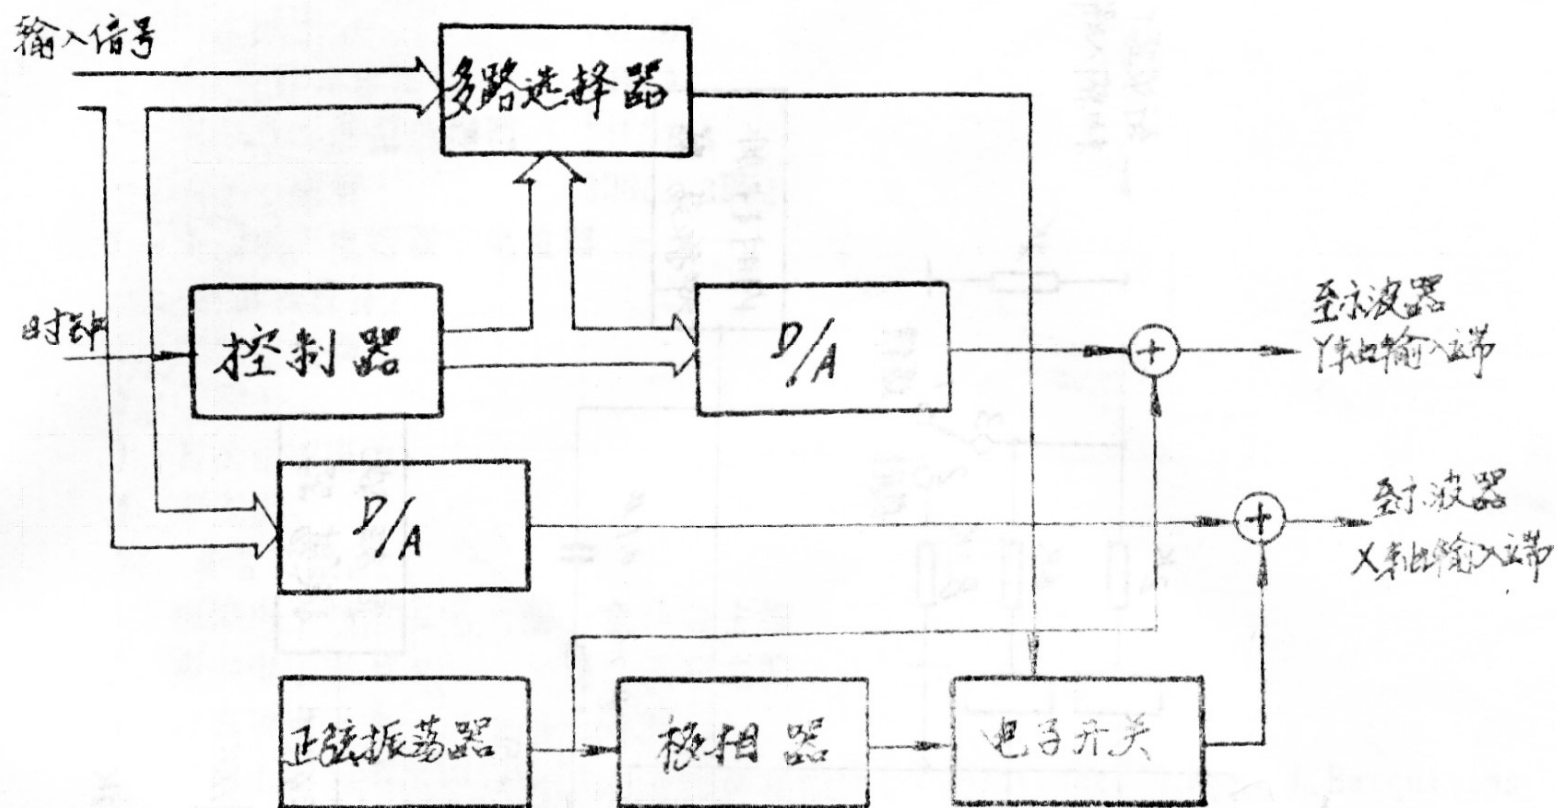 输入信号
多路选择器
时钟
控制器
D/A
至示波器
Y轴输入端
D/A
至示波器
X轴输入端
正弦振荡器
移相器
电子开关